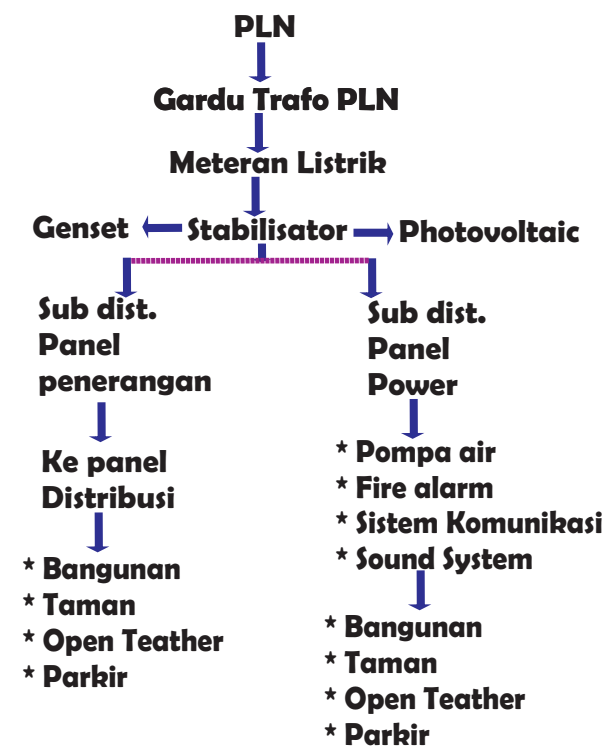 PLN
Gardu Trafo PLN
Meteran Listrik
Genset
Stabilisator
Photovoltaic
Sub dist.
Panel
penerangan
Ke panel
Distribusi
* Bangunan
* Taman
* Open Teather
* Parkir
Sub dist.
Panel
Power
* Pompa air
* Fire alarm
* Sistem Komunikasi
* Sound System
* Bangunan
* Taman
* Open Teather
* Parkir